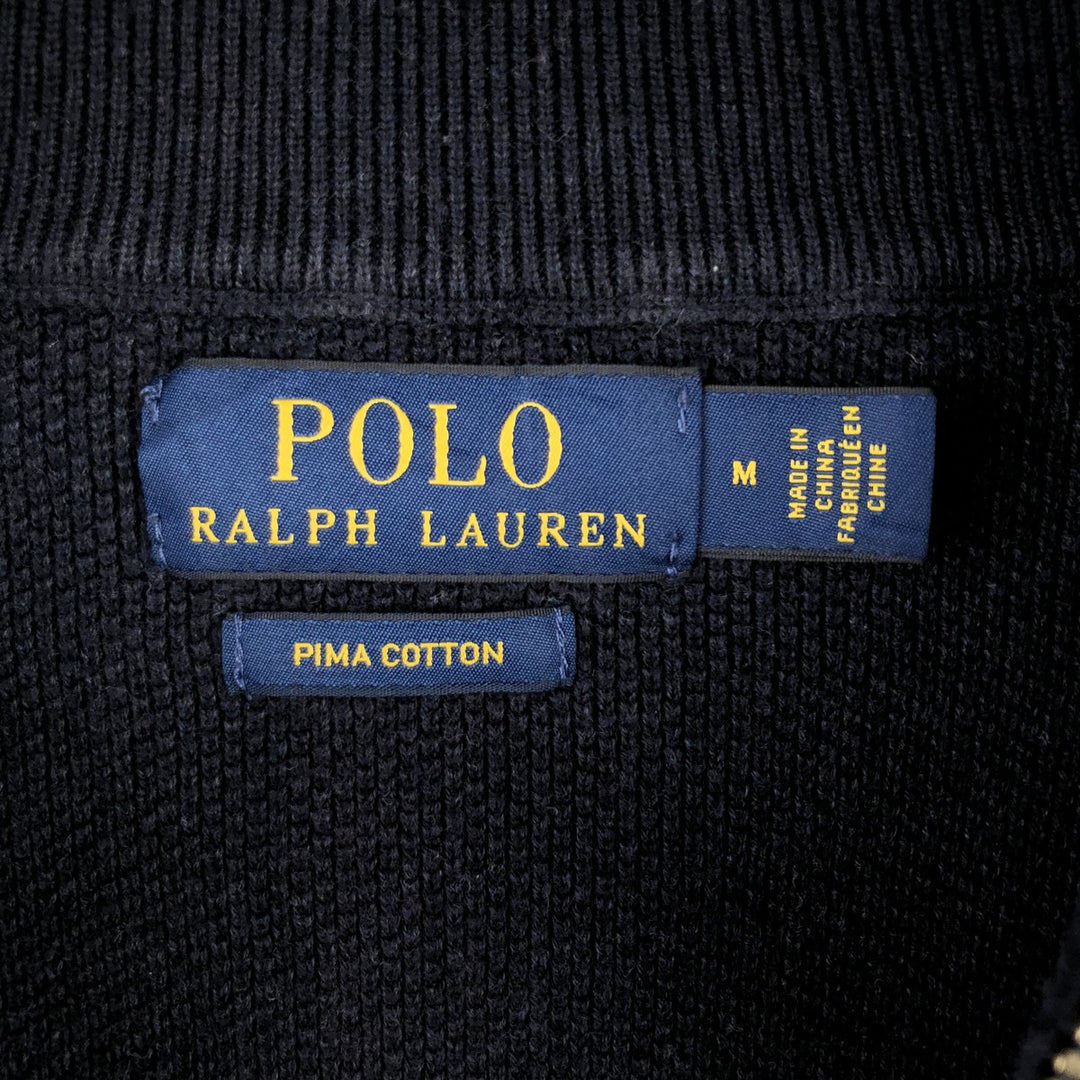 POLO
RALPH LAUREN
M
MADE IN
CHINA
FABRIQUÉ EN
CHINE
PIMA COTTON